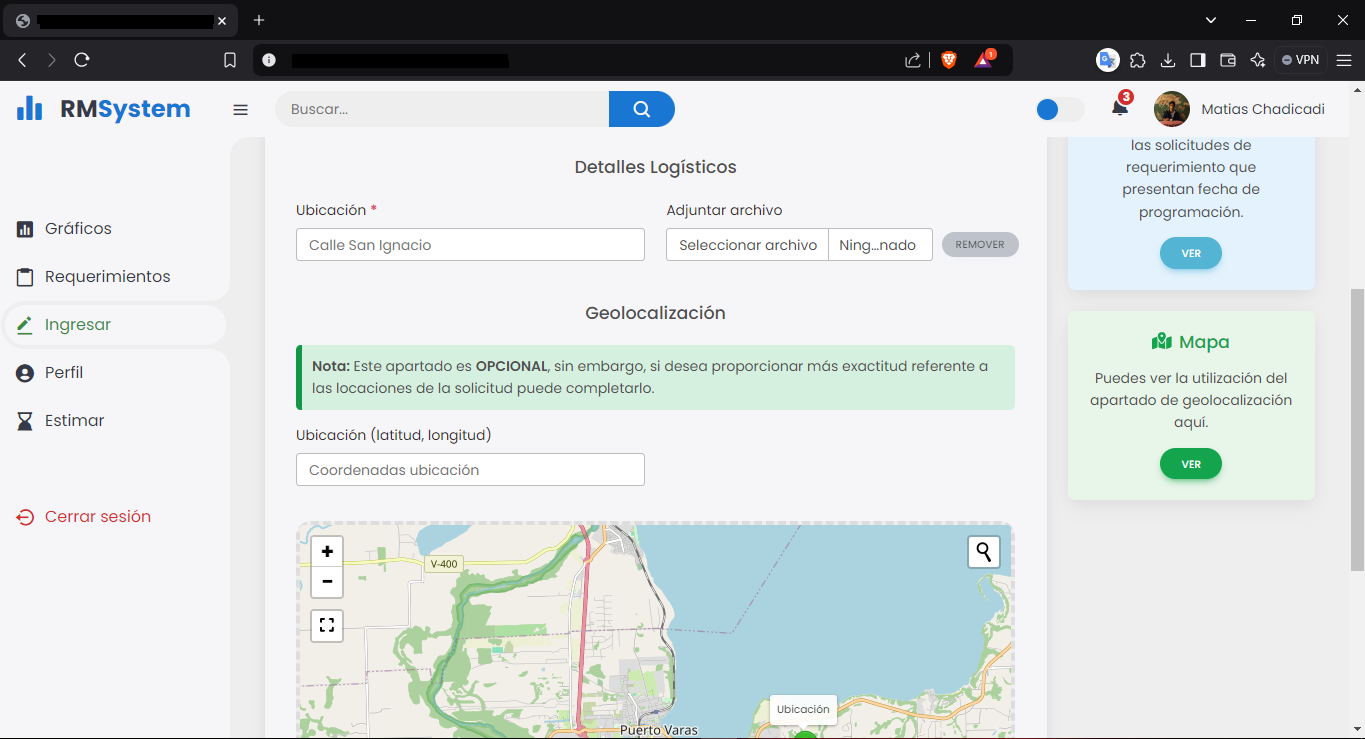 VPN
RMSystem
Buscar...
3
1
Matias Chadicadi
Gráficos
Requerimientos
Ingresar
Perfil
Estimar
Cerrar sesión
Detalles Logísticos
Ubicación *
Calle San Ignacio
Adjuntar archivo
Seleccionar archivo
Ning...nado
REMOVER
Geolocalización
Nota: Este apartado es OPCIONAL, sin embargo, si desea proporcionar más exactitud referente a
las locaciones de la solicitud puede completarlo.
Ubicación (latitud, longitud)
Coordenadas ubicación
+
−
V-400
Ubicación
Puerto Varas
las solicitudes de
requerimiento que
presentan fecha de
programación.
VER
Mapa
Puedes ver la utilización del
apartado de geolocalización
aquí.
VER